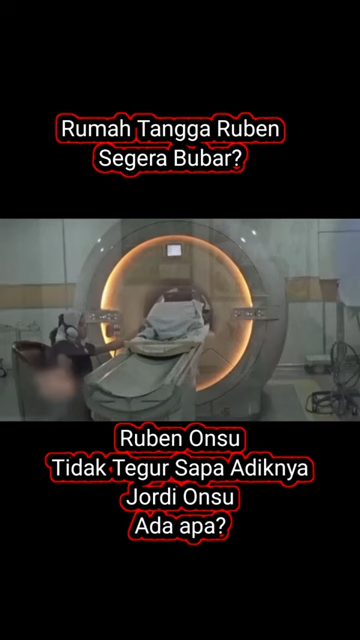 Rumah Tangga Ruben
Segera Bubar?
Ruben Onsu
Tidak Tegur Sapa Adiknya
Jordi Onsu
Ada apa?